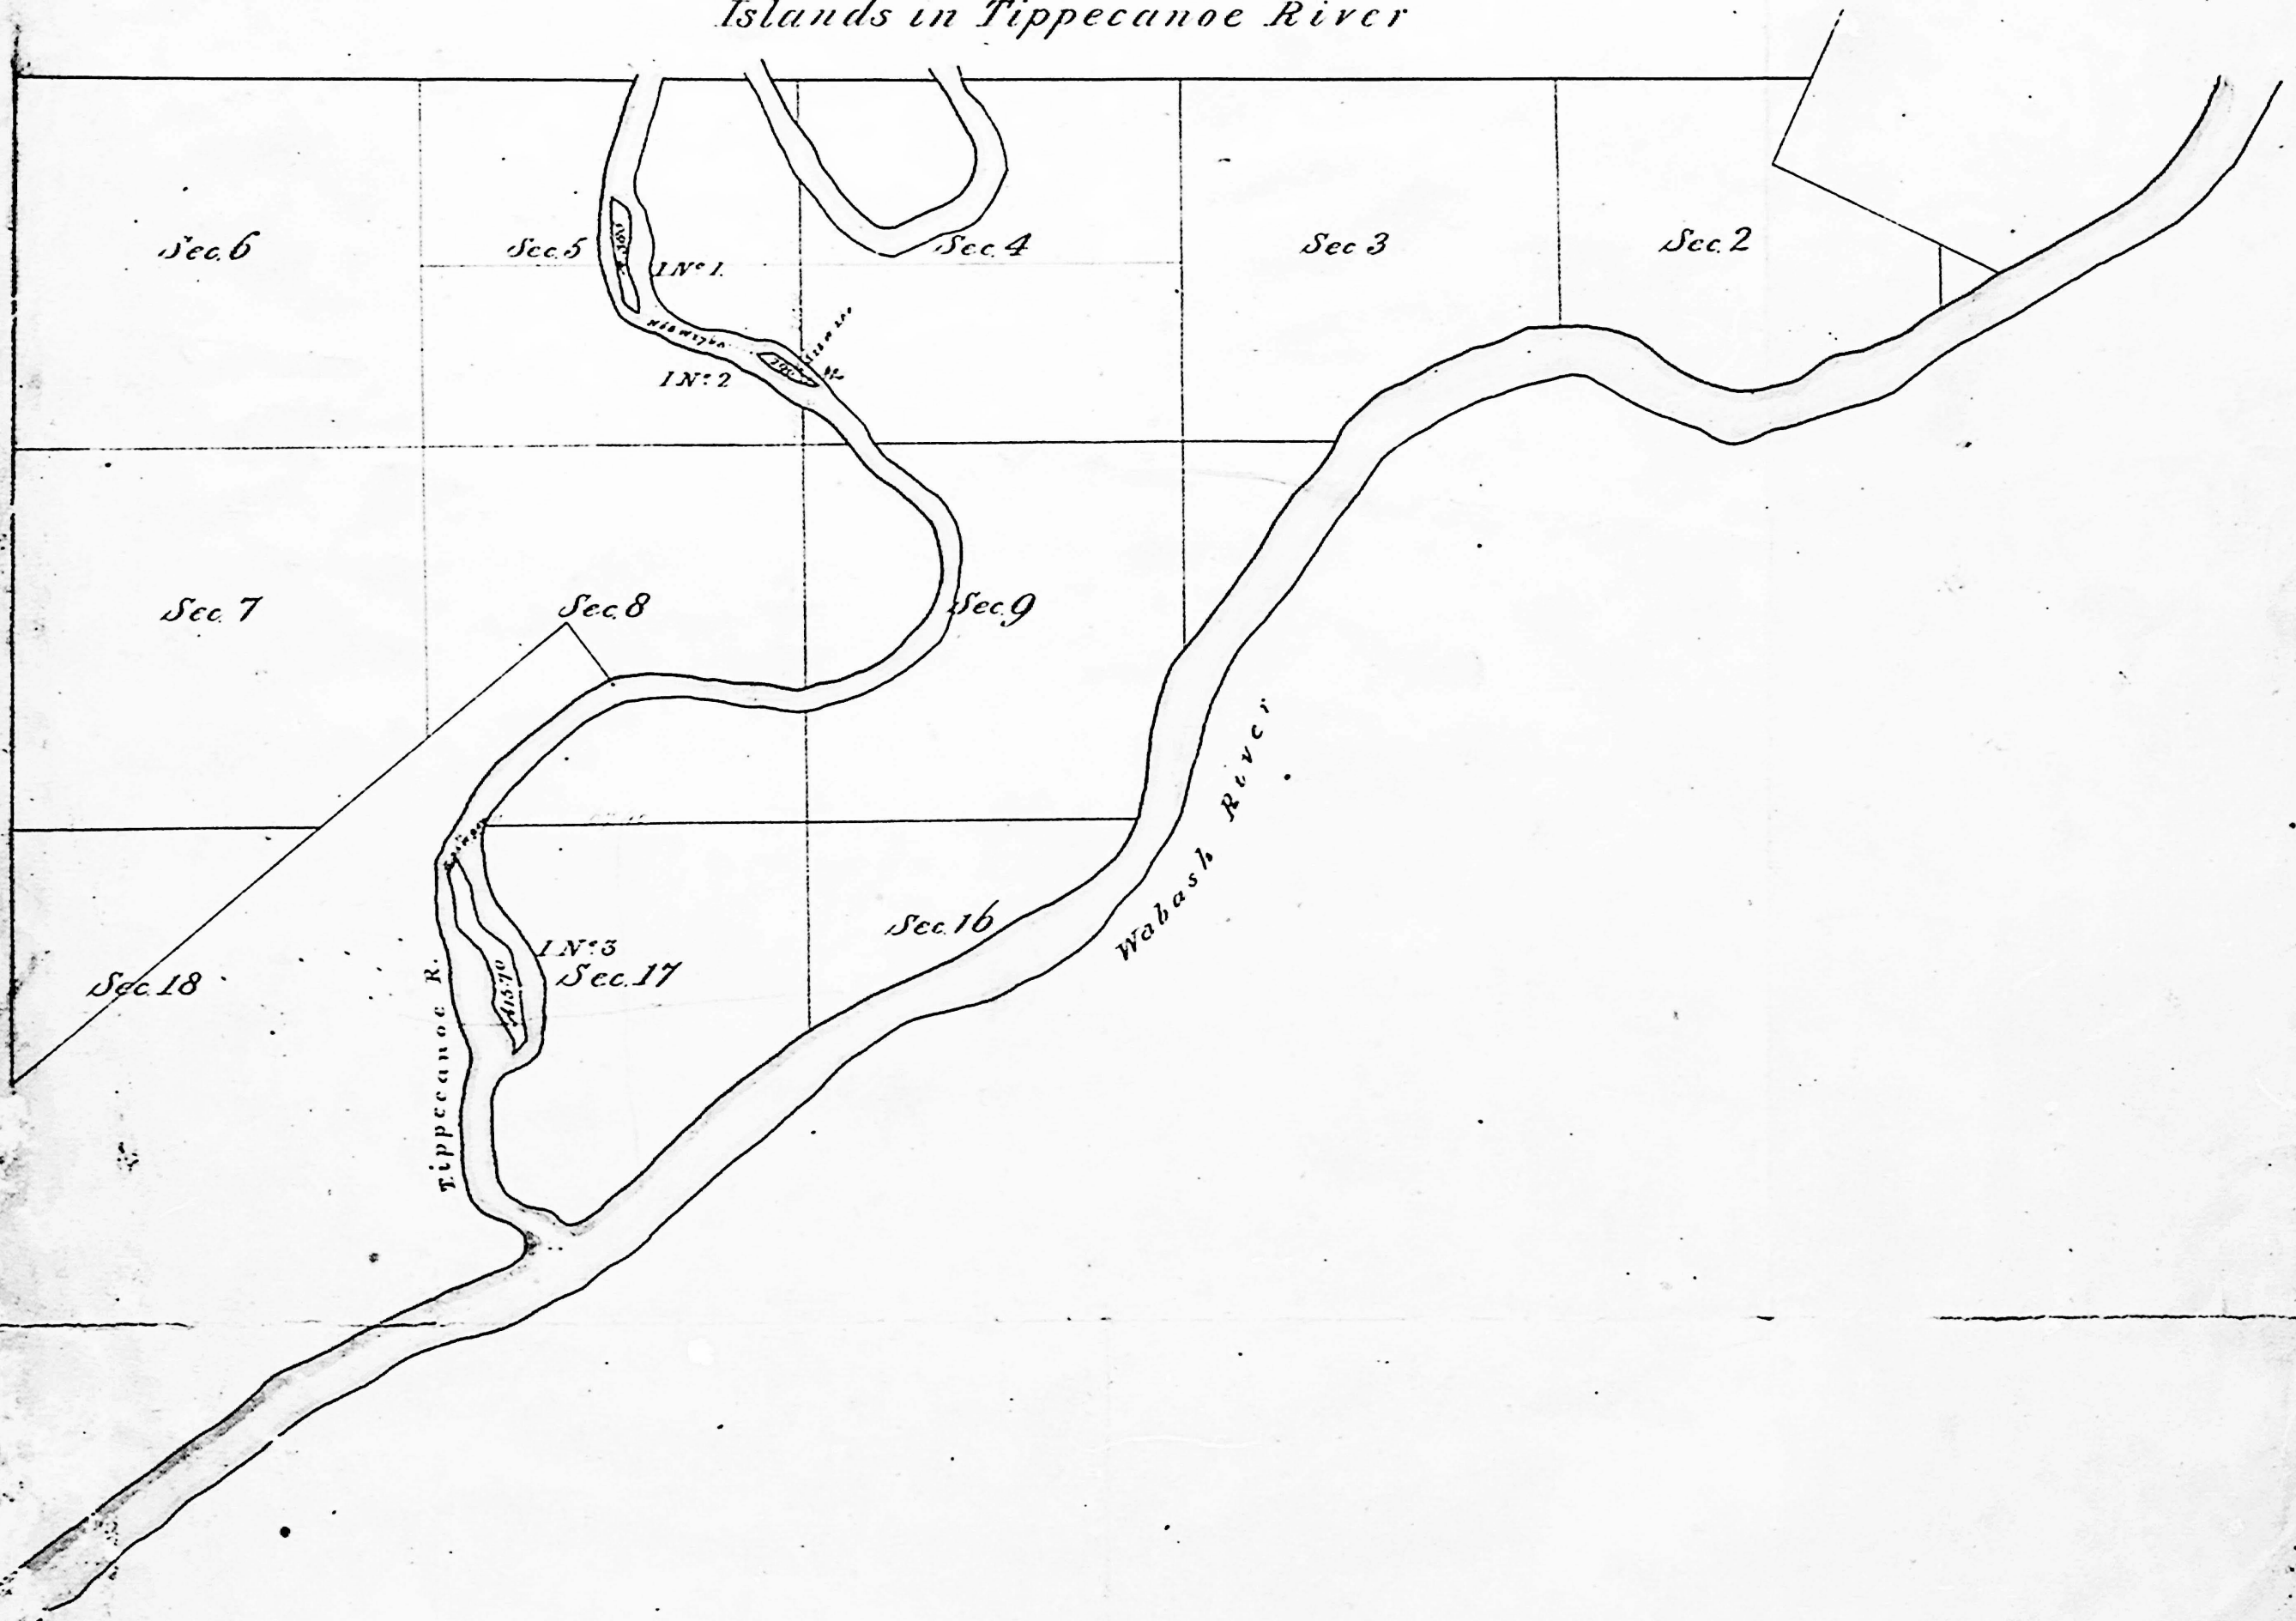 Islands in Tippecanoe River
Sec. 6
Sec. 5
I No. 1.
Sec. 4
Sec 3
Sec. 2
I No. 2
Sec. 7
Sec. 8
Sec. 9
Wabash River
Sec. 16
I No. 3
Sec. 17
Sec. 18
Tippecanoe R.